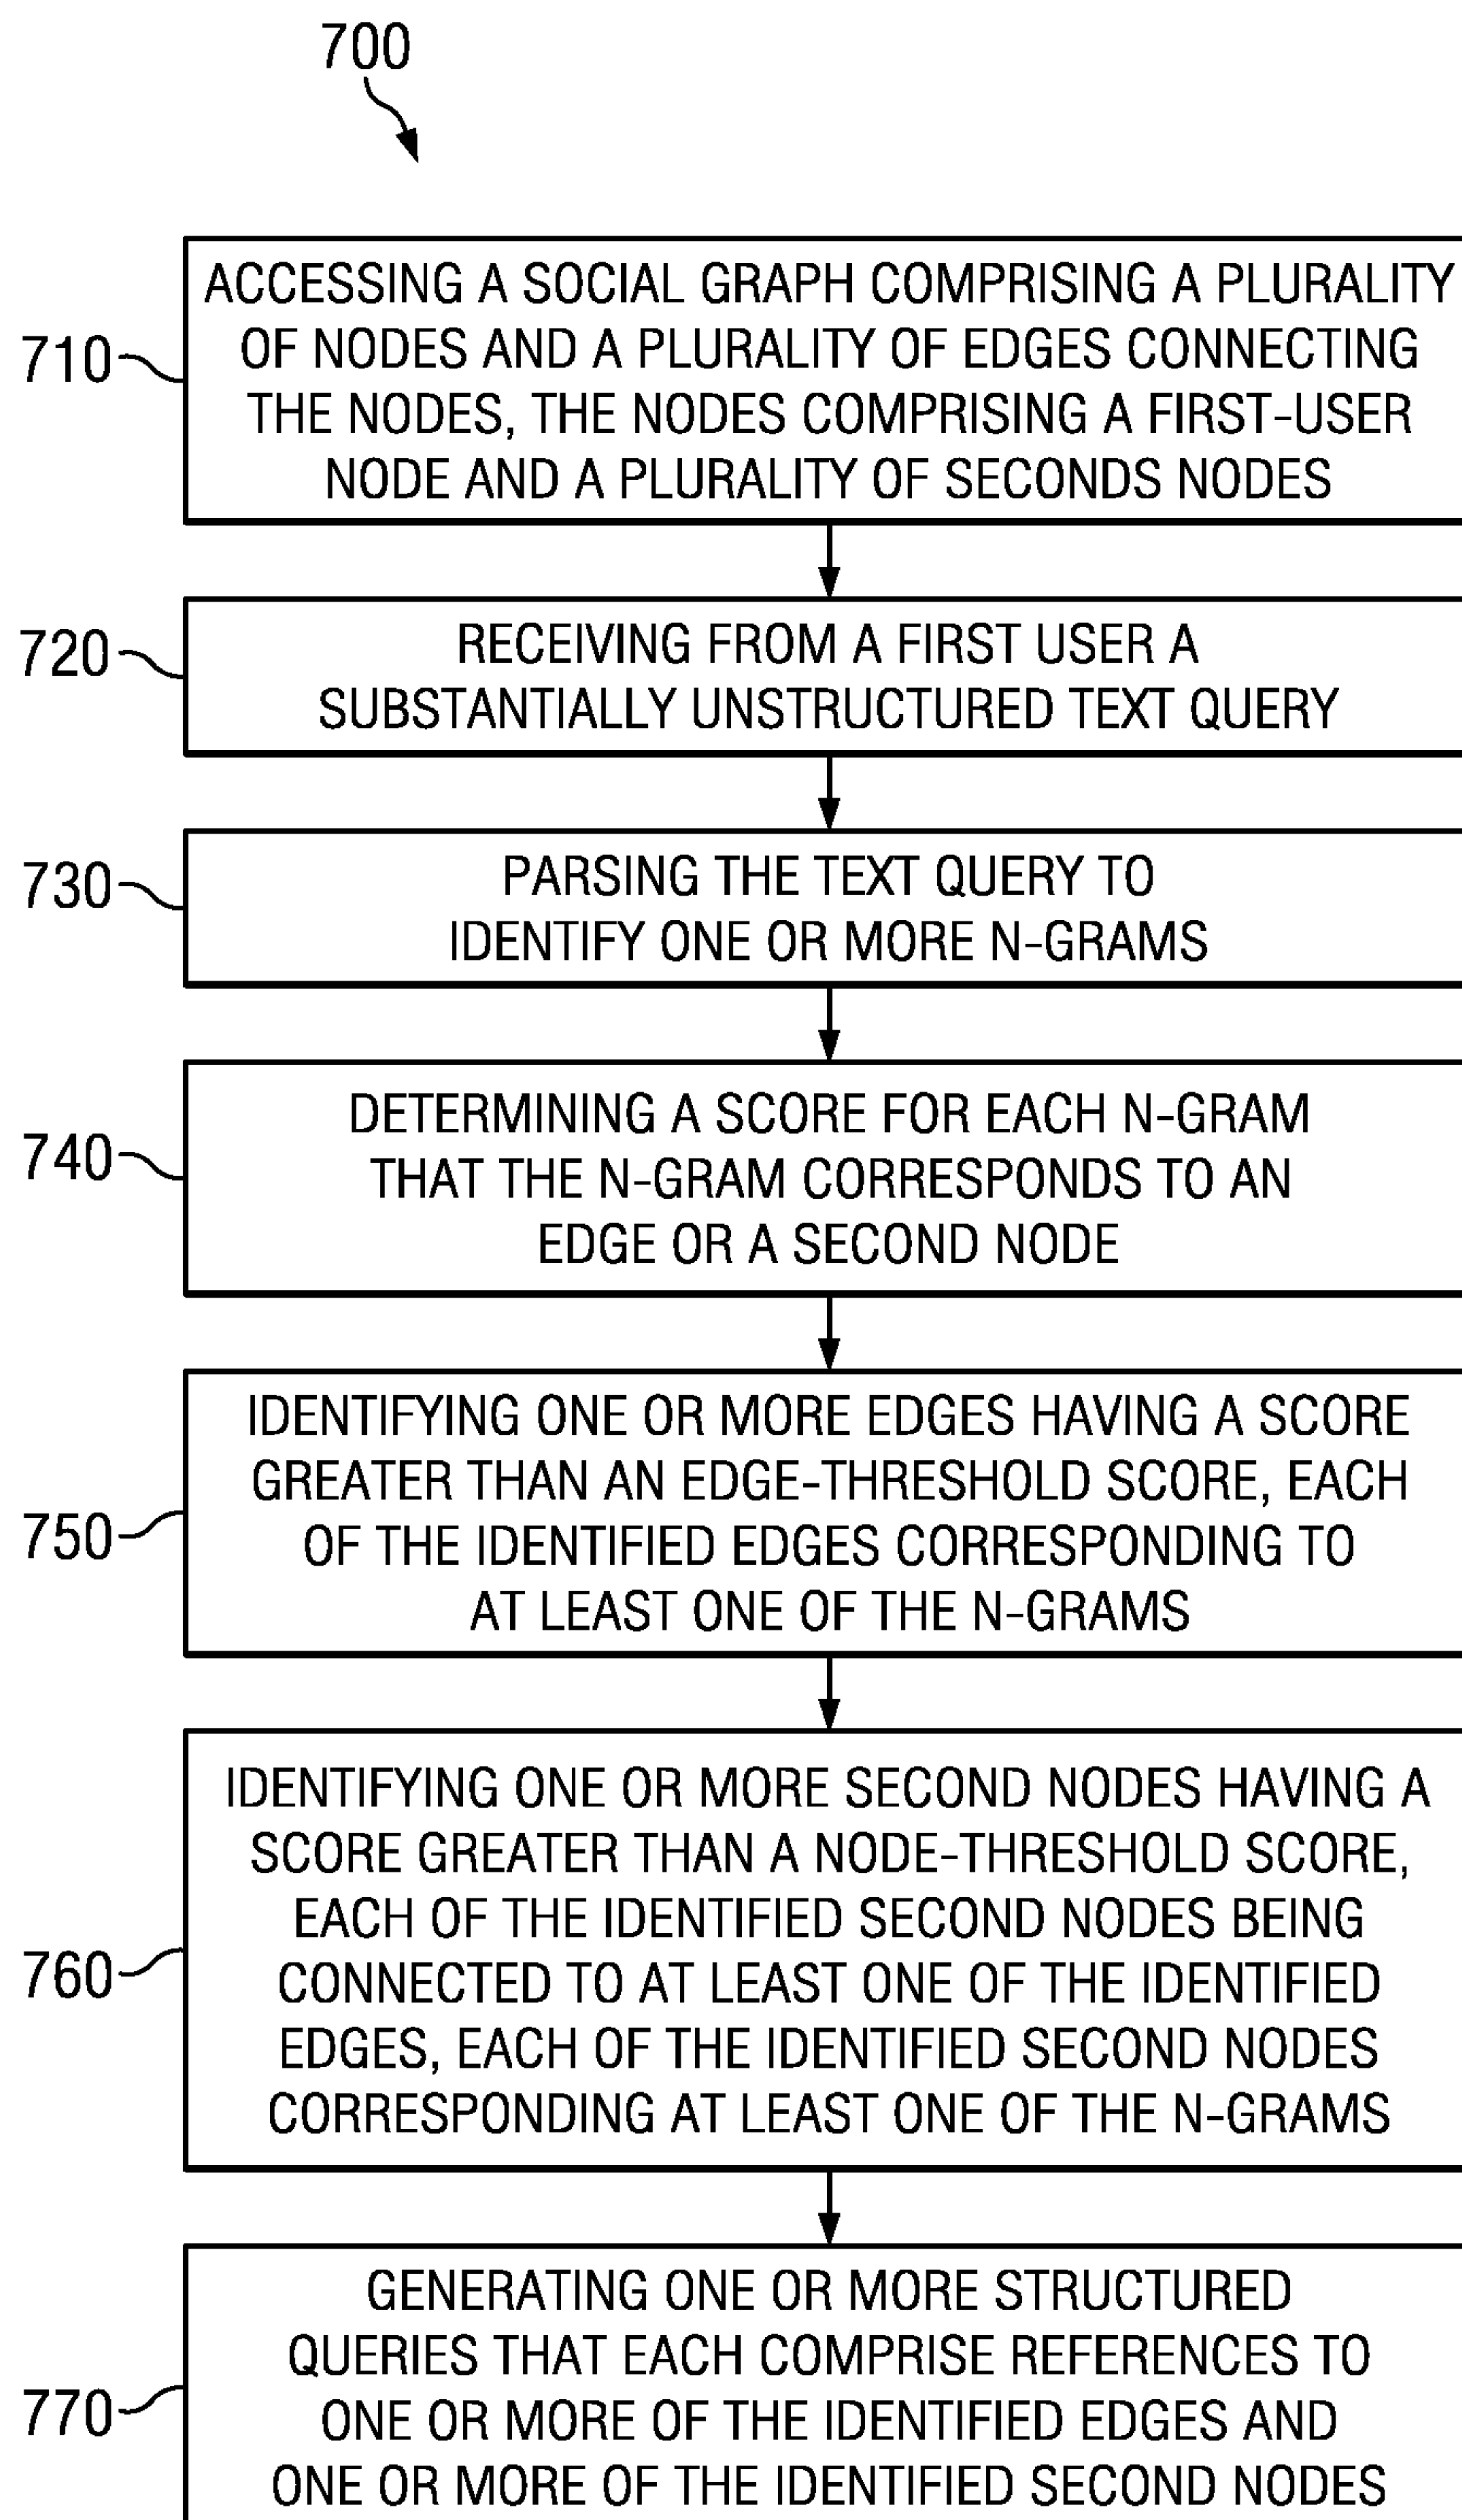 700
710
ACCESSING A SOCIAL GRAPH COMPRISING A PLURALITY
OF NODES AND A PLURALITY OF EDGES CONNECTING
THE NODES, THE NODES COMPRISING A FIRST-USER
NODE AND A PLURALITY OF SECONDS NODES
720
RECEIVING FROM A FIRST USER A
SUBSTANTIALLY UNSTRUCTURED TEXT QUERY
730
PARSING THE TEXT QUERY TO
IDENTIFY ONE OR MORE N-GRAMS
740
DETERMINING A SCORE FOR EACH N-GRAM
THAT THE N-GRAM CORRESPONDS TO AN
EDGE OR A SECOND NODE
750
IDENTIFYING ONE OR MORE EDGES HAVING A SCORE
GREATER THAN AN EDGE-THRESHOLD SCORE, EACH
OF THE IDENTIFIED EDGES CORRESPONDING TO
AT LEAST ONE OF THE N-GRAMS
760
IDENTIFYING ONE OR MORE SECOND NODES HAVING A
SCORE GREATER THAN A NODE-THRESHOLD SCORE,
EACH OF THE IDENTIFIED SECOND NODES BEING
CONNECTED TO AT LEAST ONE OF THE IDENTIFIED
EDGES, EACH OF THE IDENTIFIED SECOND NODES
CORRESPONDING AT LEAST ONE OF THE N-GRAMS
770
GENERATING ONE OR MORE STRUCTURED
QUERIES THAT EACH COMPRISE REFERENCES TO
ONE OR MORE OF THE IDENTIFIED EDGES AND
ONE OR MORE OF THE IDENTIFIED SECOND NODES